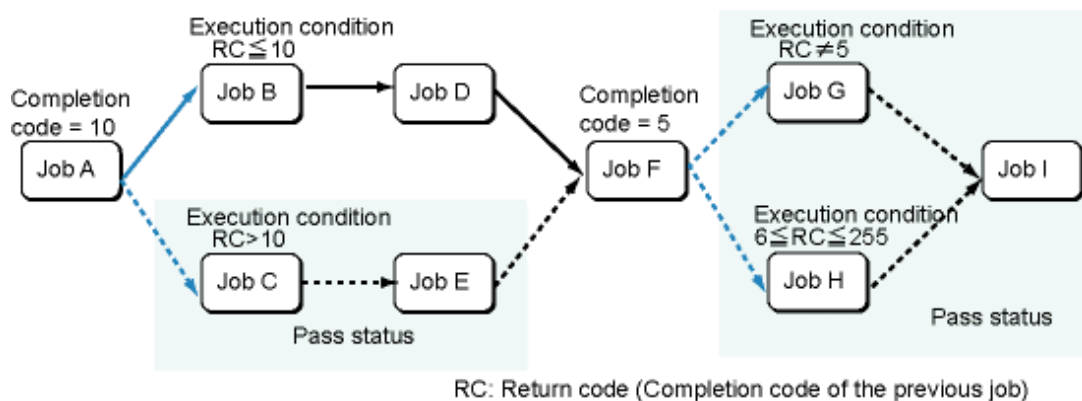 Execution condition
RC≦10
Job B
Job D
Completion
code = 10
Job A
Execution condition
RC>10
Job C
Job E
Pass status
Completion
code = 5
Job F
Execution condition
RC≠5
Job G
Job I
Execution condition
6≦RC≦255
Job H
Pass status
RC: Return code (Completion code of the previous job)